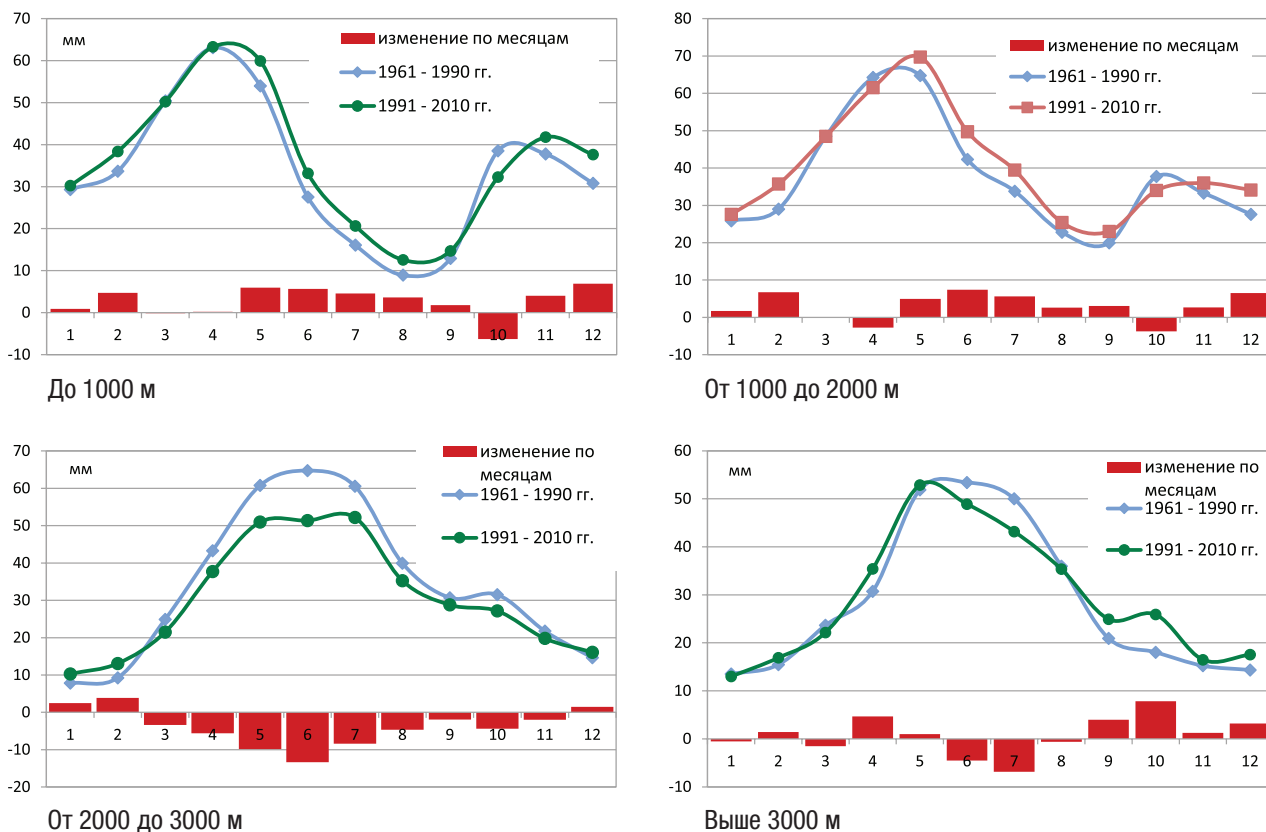 70
60
50
40
30
20
10
0
-10
мм
изменение по месяцам
1961 - 1990 гг.
1991 - 2010 гг.
1 2 3 4 5 6 7 8 9 10 11 12
До 1000 м
80
70
60
50
40
30
20
10
0
-10
изменение по месяцам
1961 - 1990 гг.
1991 - 2010 гг.
1 2 3 4 5 6 7 8 9 10 11 12
От 1000 до 2000 м
70
60
50
40
30
20
10
0
-10
-20
мм
изменение по
месяцам
1961 - 1990 гг.
1991 - 2010 гг.
1 2 3 4 5 6 7 8 9 10 11 12
От 2000 до 3000 м
60
50
40
30
20
10
0
-10
мм
изменение по
месяцам
1961 - 1990 гг.
1991 - 2010 гг.
1 2 3 4 5 6 7 8 9 10 11 12
Выше 3000 м